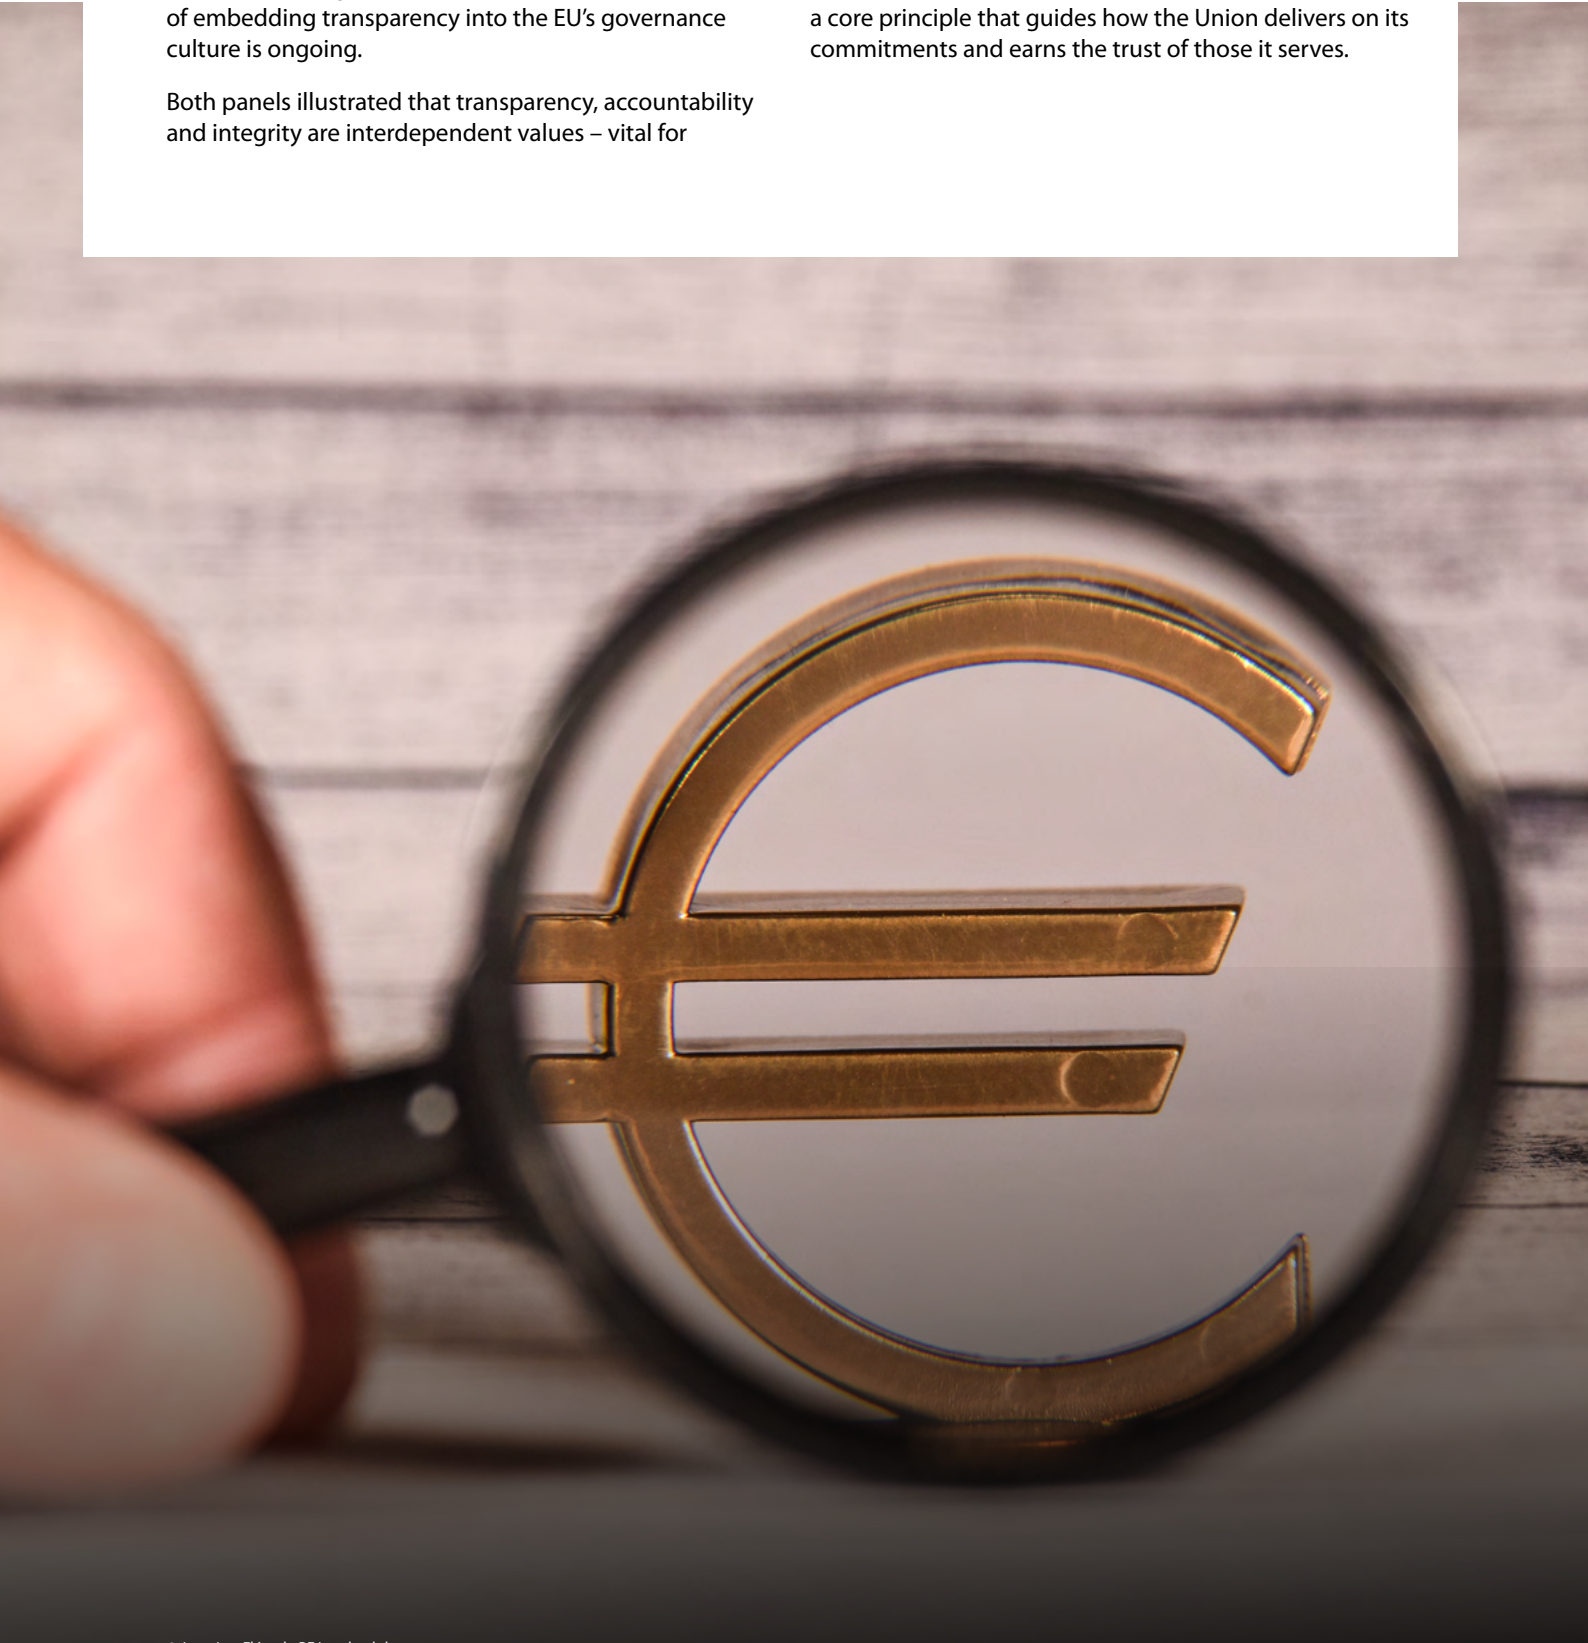 of embedding transparency into the EU’s governance
culture is ongoing.
Both panels illustrated that transparency, accountability
and integrity are interdependent values – vital for
a core principle that guides how the Union delivers on its
commitments and earns the trust of those it serves.